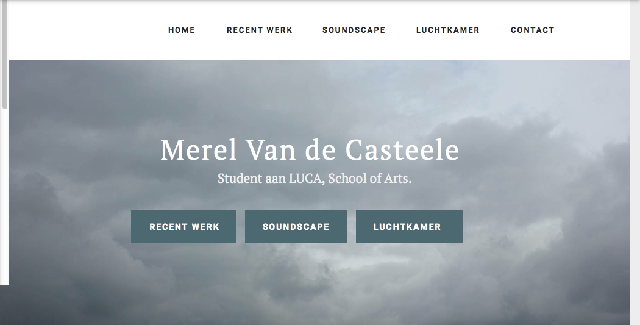 HOME RECENT WERK SOUNDSCAPE LUCHTKAMER CONTACT
Merel Van de Casteele
Student aan LUCA, School of Arts.
RECENT WERK SOUNDSCAPE LUCHTKAMER